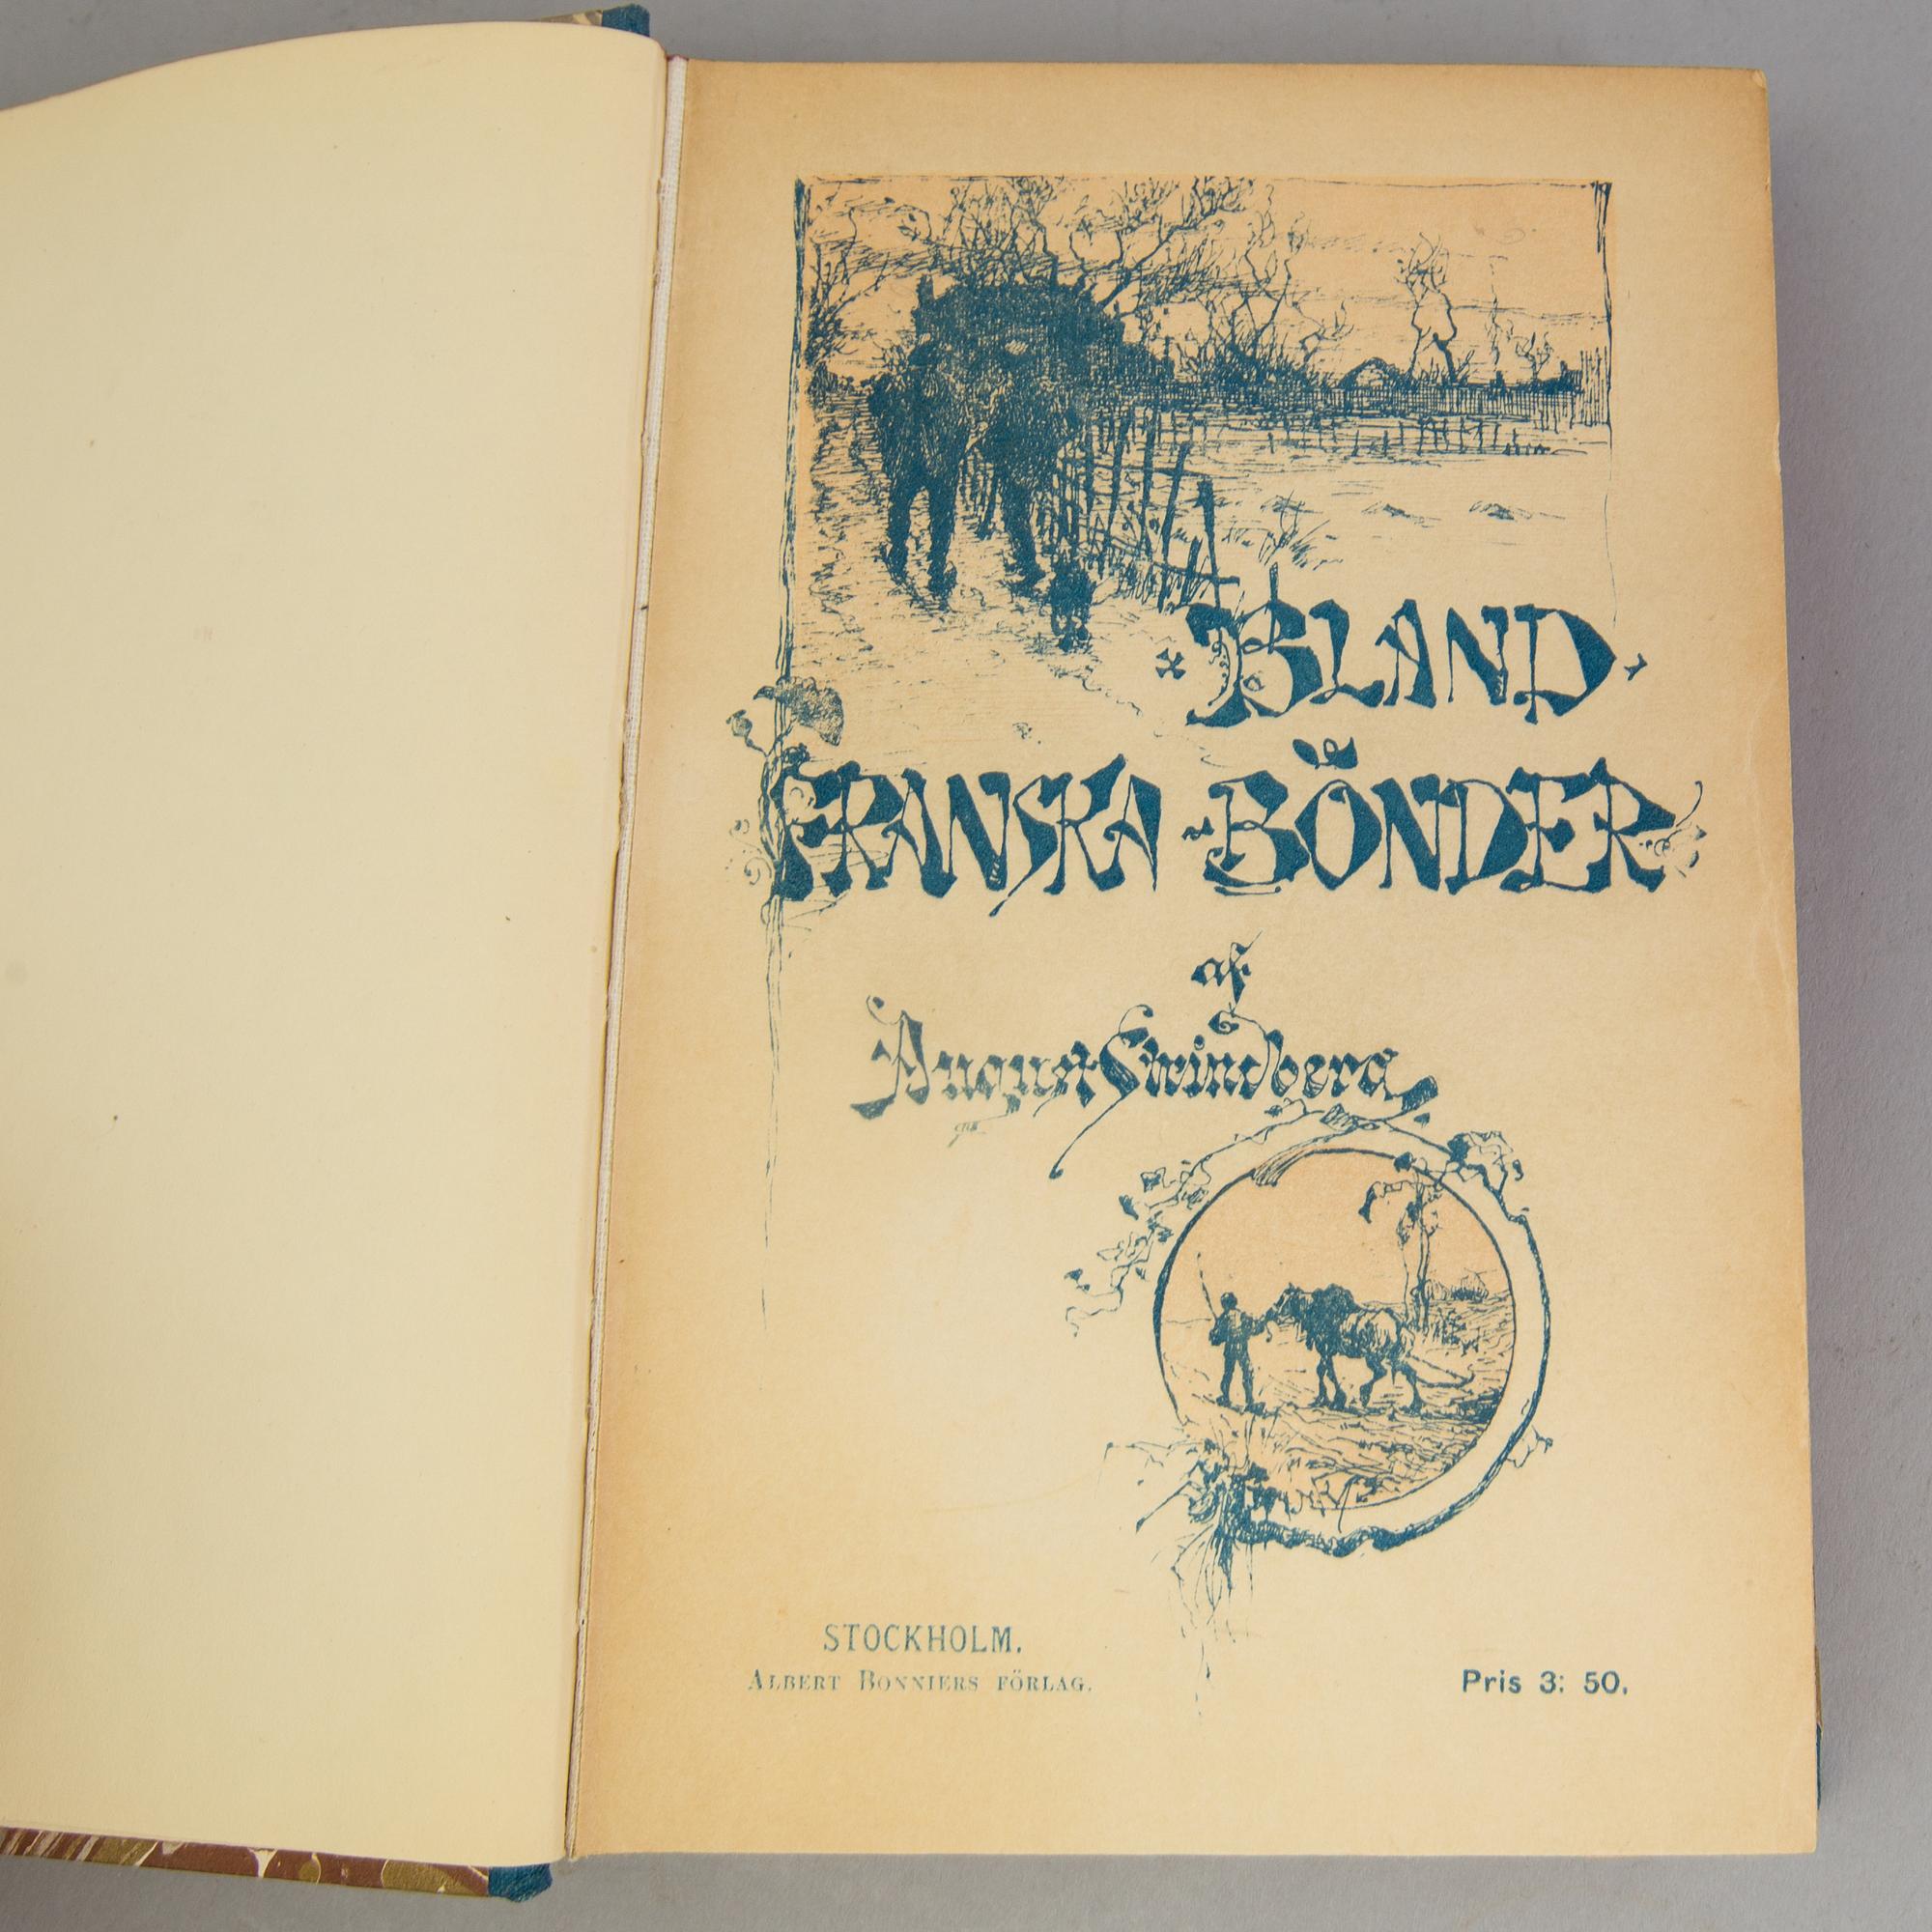 BLAND
FRANSKA BÖNDER
af
August Strindberg
STOCKHOLM.
ALBERT BONNIERS FÖRLAG.
Pris 3: 50.